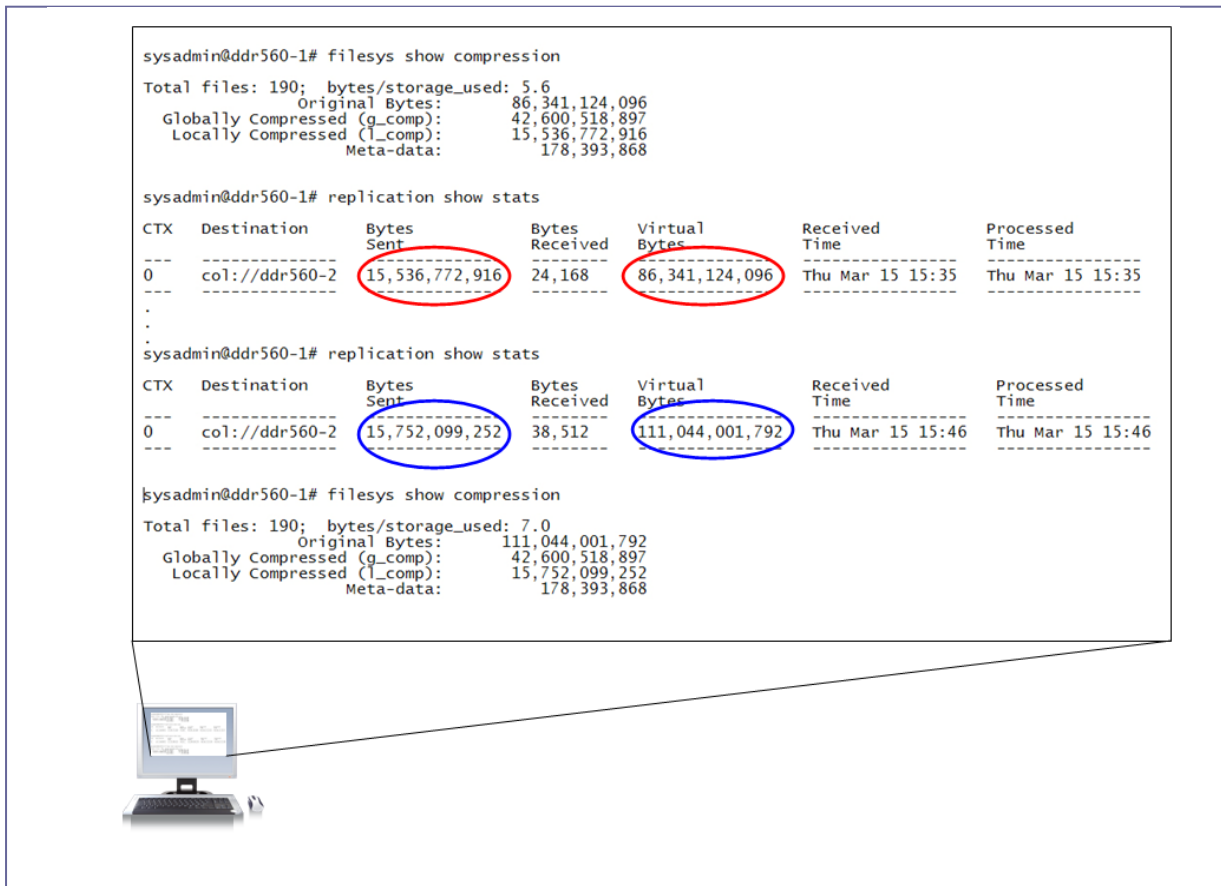 sysadmin@ddr560-1# filesys show compression
Total files: 190;  bytes/storage_used: 5.6
Original Bytes: 86,341,124,096
Globally Compressed (g_comp): 42,600,518,897
Locally Compressed (l_comp): 15,536,772,916
Meta-data: 178,393,868
sysadmin@ddr560-1# replication show stats
CTX Destination Bytes Bytes Virtual Received Processed
Sent Received Bytes Time Time
--- -------------- -------------- -------- -------------- ---------------- ----------------
0 col://ddr560-2 15,536,772,916 24,168 86,341,124,096 Thu Mar 15 15:35 Thu Mar 15 15:35
--- -------------- -------------- -------- -------------- ---------------- ----------------
.
.
.
sysadmin@ddr560-1# replication show stats
CTX Destination Bytes Bytes Virtual Received Processed
Sent Received Bytes Time Time
--- -------------- -------------- -------- --------------- ---------------- ----------------
0 col://ddr560-2 15,752,099,252 38,512 111,044,001,792 Thu Mar 15 15:46 Thu Mar 15 15:46
--- -------------- -------------- -------- --------------- ---------------- ----------------
sysadmin@ddr560-1# filesys show compression
Total files: 190;  bytes/storage_used: 7.0
Original Bytes: 111,044,001,792
Globally Compressed (g_comp): 42,600,518,897
Locally Compressed (l_comp): 15,752,099,252
Meta-data: 178,393,868